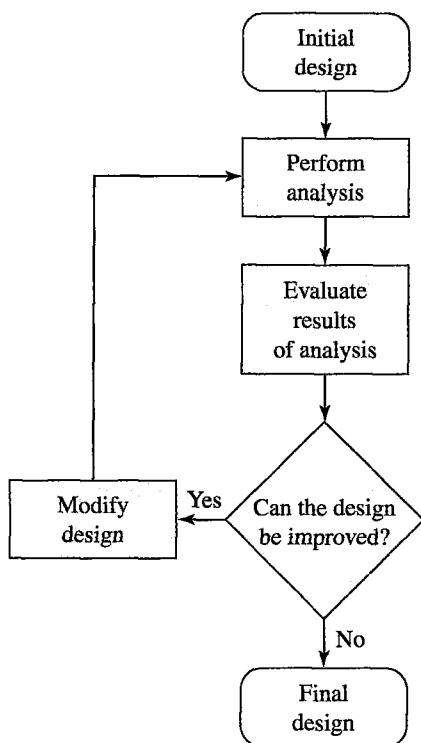 Initial
design
Perform
analysis
Evaluate
results
of analysis
Can the design
be improved?
Yes
Modify
design
No
Final
design